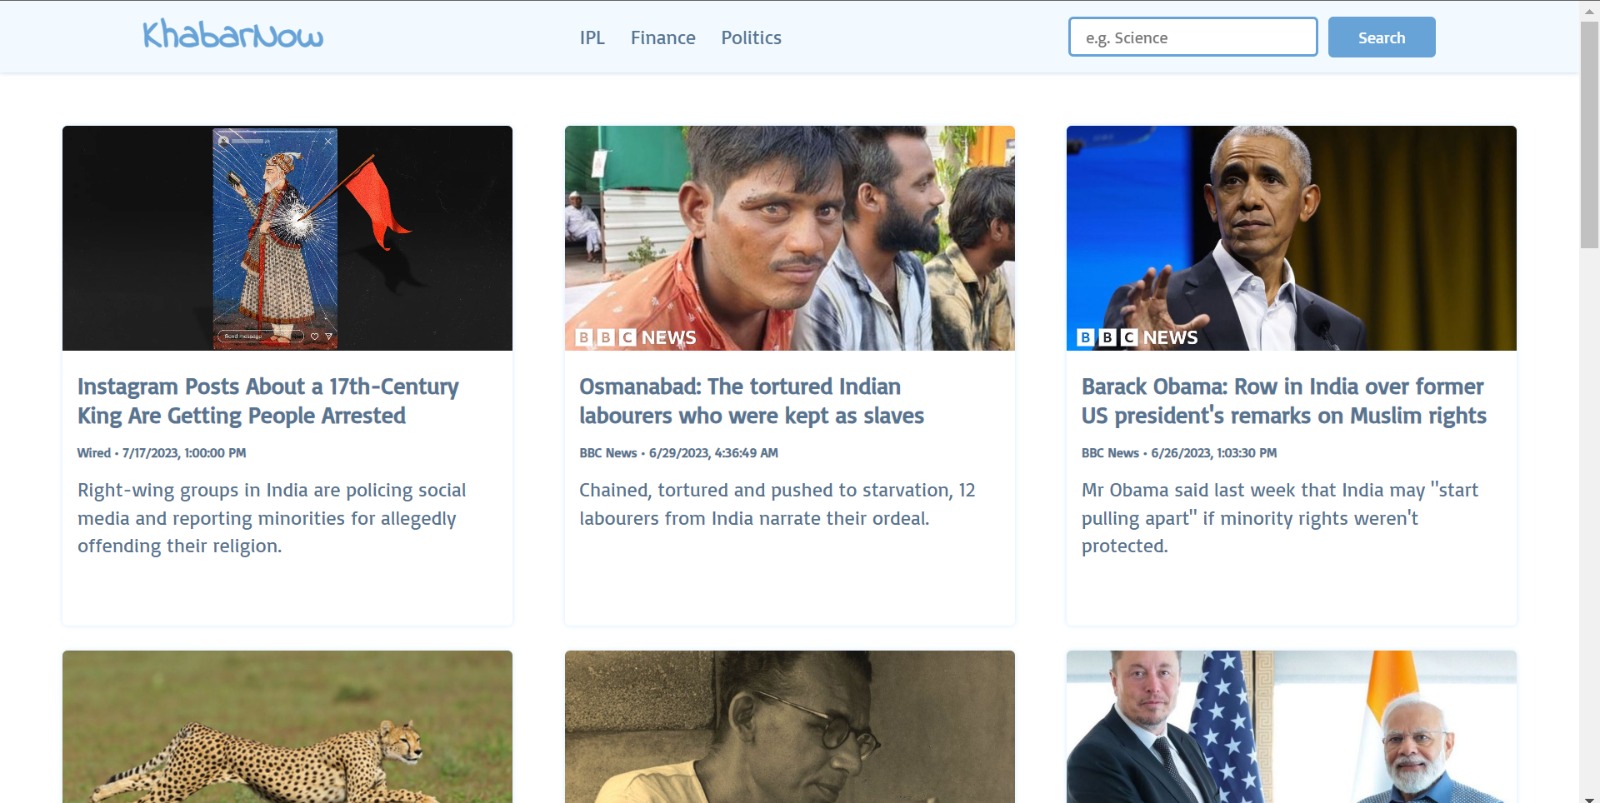 KhabarNow
IPL Finance Politics
e.g. Science
Search
Send message
BBC NEWS
BBC NEWS
Instagram Posts About a 17th-Century
King Are Getting People Arrested
Wired • 7/17/2023, 1:00:00 PM
Right-wing groups in India are policing social
media and reporting minorities for allegedly
offending their religion.
Osmanabad: The tortured Indian
labourers who were kept as slaves
BBC News • 6/29/2023, 4:36:49 AM
Chained, tortured and pushed to starvation, 12
labourers from India narrate their ordeal.
Barack Obama: Row in India over former
US president's remarks on Muslim rights
BBC News • 6/26/2023, 1:03:30 PM
Mr Obama said last week that India may "start
pulling apart" if minority rights weren't
protected.